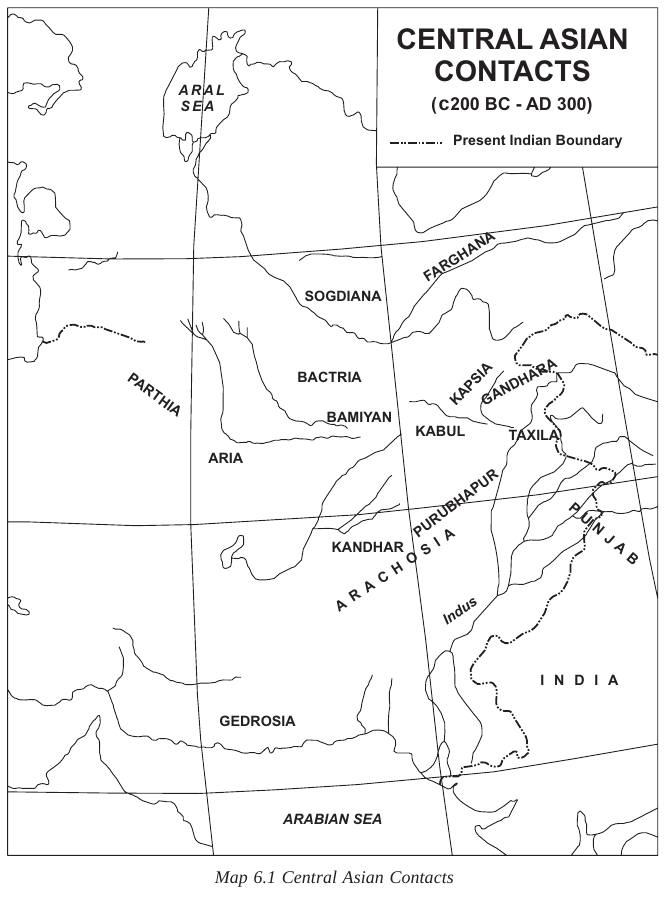 CENTRAL ASIAN
CONTACTS
(c200 BC - AD 300)
Present Indian Boundary
ARAL
SEA
FARGHANA
SOGDIANA
BACTRIA
PARTHIA
KAPSIA
GANDHARA
BAMIYAN
KABUL
TAXILA
ARIA
PURUBHAPUR
PUNJAB
KANDHAR
ARACHOSIA
Indus
INDIA
GEDROSIA
ARABIAN SEA
Map 6.1 Central Asian Contacts